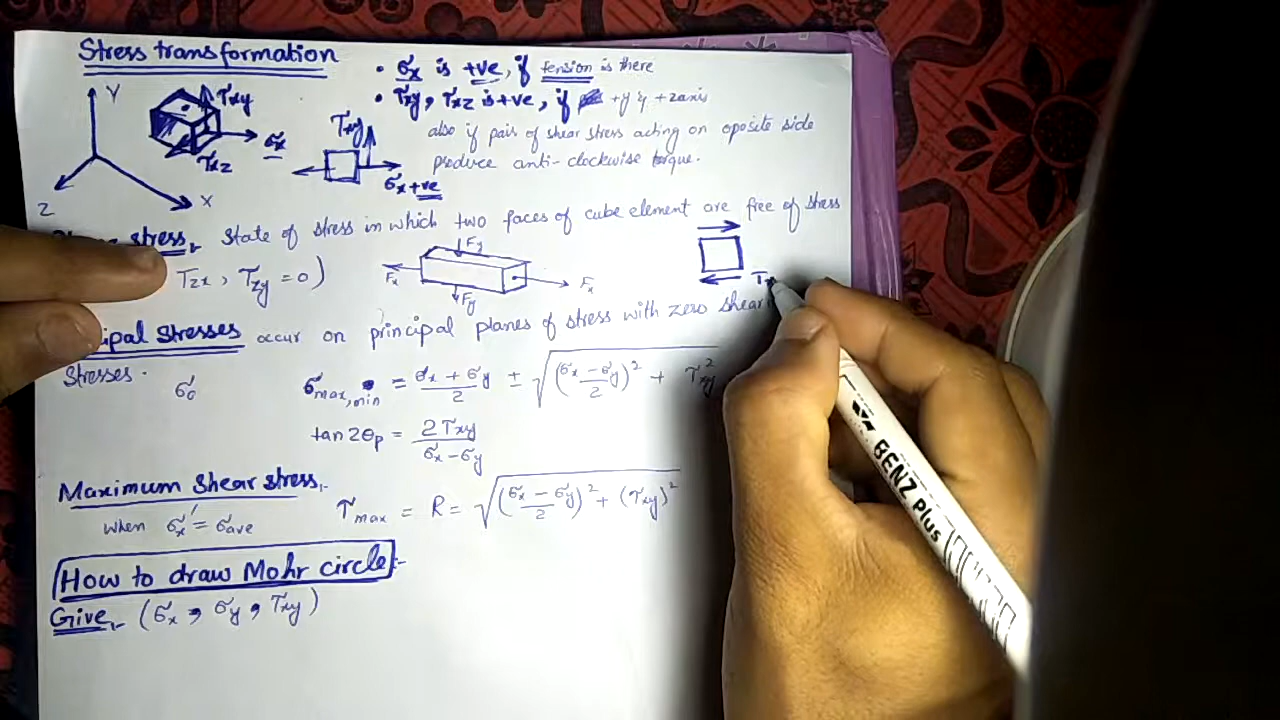 Stress transformation
Y
τxy
σx
τxz
Z
X
τxy
σx +ve
• σx is +ve, if tension is there
• τxy, τxz is +ve, if +y & +z axis
also if pair of shear stress acting on oposite side
produce anti-clockwise torque.
stress, State of stress in which two faces of cube element are free of stress
τzx, τzy = 0)
Fx
Fy
Fy
Fx
ipal stresses occur on principal planes of stress with zero shear
stresses.
σmax,min = σx + σy / 2 ± √((σx - σy / 2)² + τxy²
tan 2θp = 2τxy / σx - σy
Maximum shear stress,-
when σx' = σave
τmax = R = √((σx - σy / 2)² + (τxy)²
How to draw Mohr circle:-
Give,- (σx, σy, τxy)
BENZ Plus